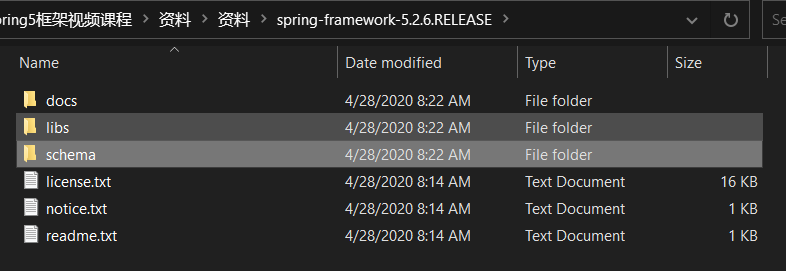 ring5框架视频课程 > 资料 > 资料 > spring-framework-5.2.6.RELEASE >
Name Date modified Type Size
docs 4/28/2020 8:22 AM File folder
libs 4/28/2020 8:22 AM File folder
schema 4/28/2020 8:22 AM File folder
license.txt 4/28/2020 8:14 AM Text Document 16 KB
notice.txt 4/28/2020 8:14 AM Text Document 1 KB
readme.txt 4/28/2020 8:14 AM Text Document 1 KB